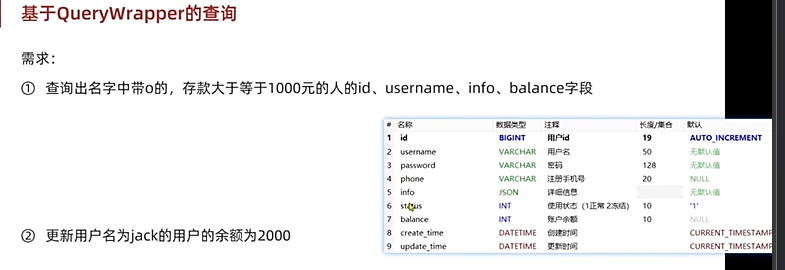 基于QueryWrapper的查询
需求：
① 查询出名字中带o的，存款大于等于1000元的人的id、username、info、balance字段
# 名称 数据类型 注释 长度/集合 默认
1 id BIGINT 用户id 19 AUTO_INCREMENT
2 username VARCHAR 用户名 50 无默认值
3 password VARCHAR 密码 128 无默认值
4 phone VARCHAR 注册手机号 20 NULL
5 info JSON 详细信息 无默认值
6 status INT 使用状态（1正常 2冻结） 10 '1'
7 balance INT 账户余额 10 NULL
8 create_time DATETIME 创建时间 CURRENT_TIMESTAMP
9 update_time DATETIME 更新时间 CURRENT_TIMESTAMP
② 更新用户名为jack的用户的余额为2000